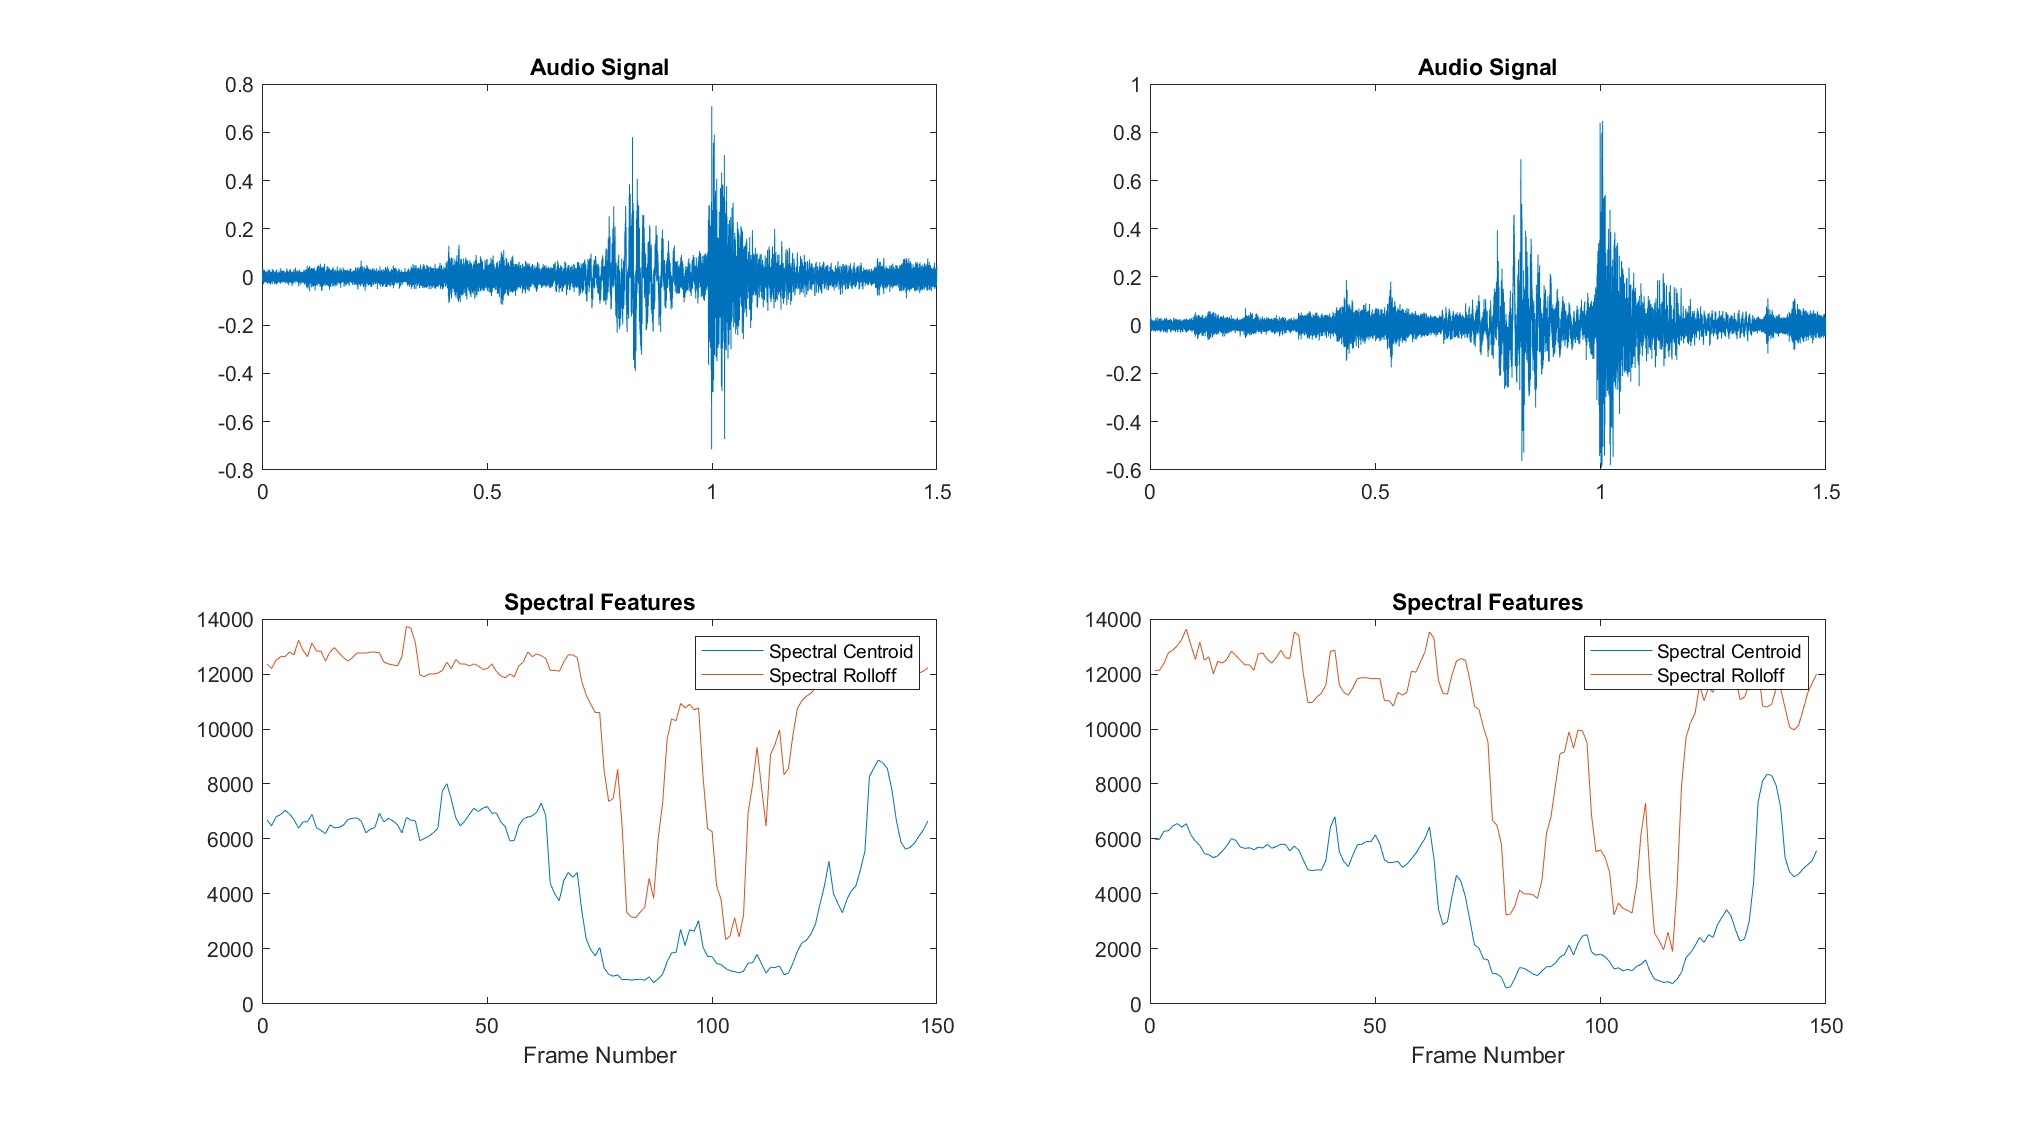 Audio Signal
0.8
0.6
0.4
0.2
0
-0.2
-0.4
-0.6
-0.8
0 0.5 1 1.5
Audio Signal
1
0.8
0.6
0.4
0.2
0
-0.2
-0.4
-0.6
0 0.5 1 1.5
Spectral Features
14000
12000
10000
8000
6000
4000
2000
0
Spectral Centroid
Spectral Rolloff
0 50 100 150
Frame Number
Spectral Features
14000
12000
10000
8000
6000
4000
2000
0
Spectral Centroid
Spectral Rolloff
0 50 100 150
Frame Number